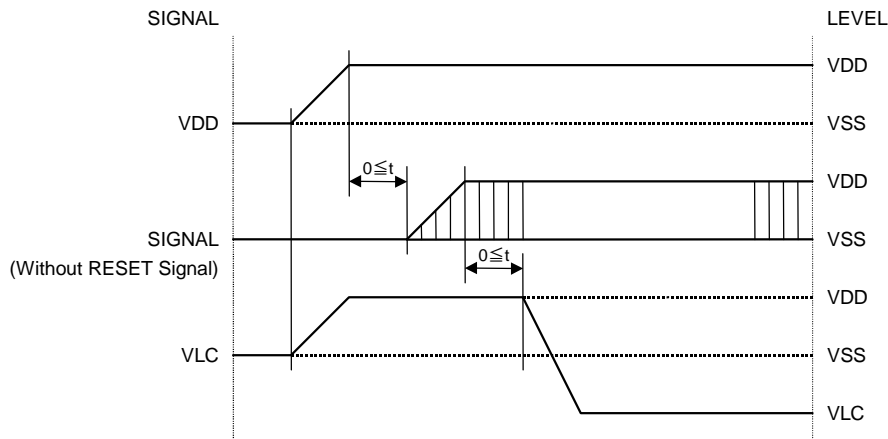 SIGNAL LEVEL
VDD
VDD VSS
0≦t VDD
SIGNAL VSS
(Without RESET Signal) 0≦t
VDD
VLC VSS
VLC